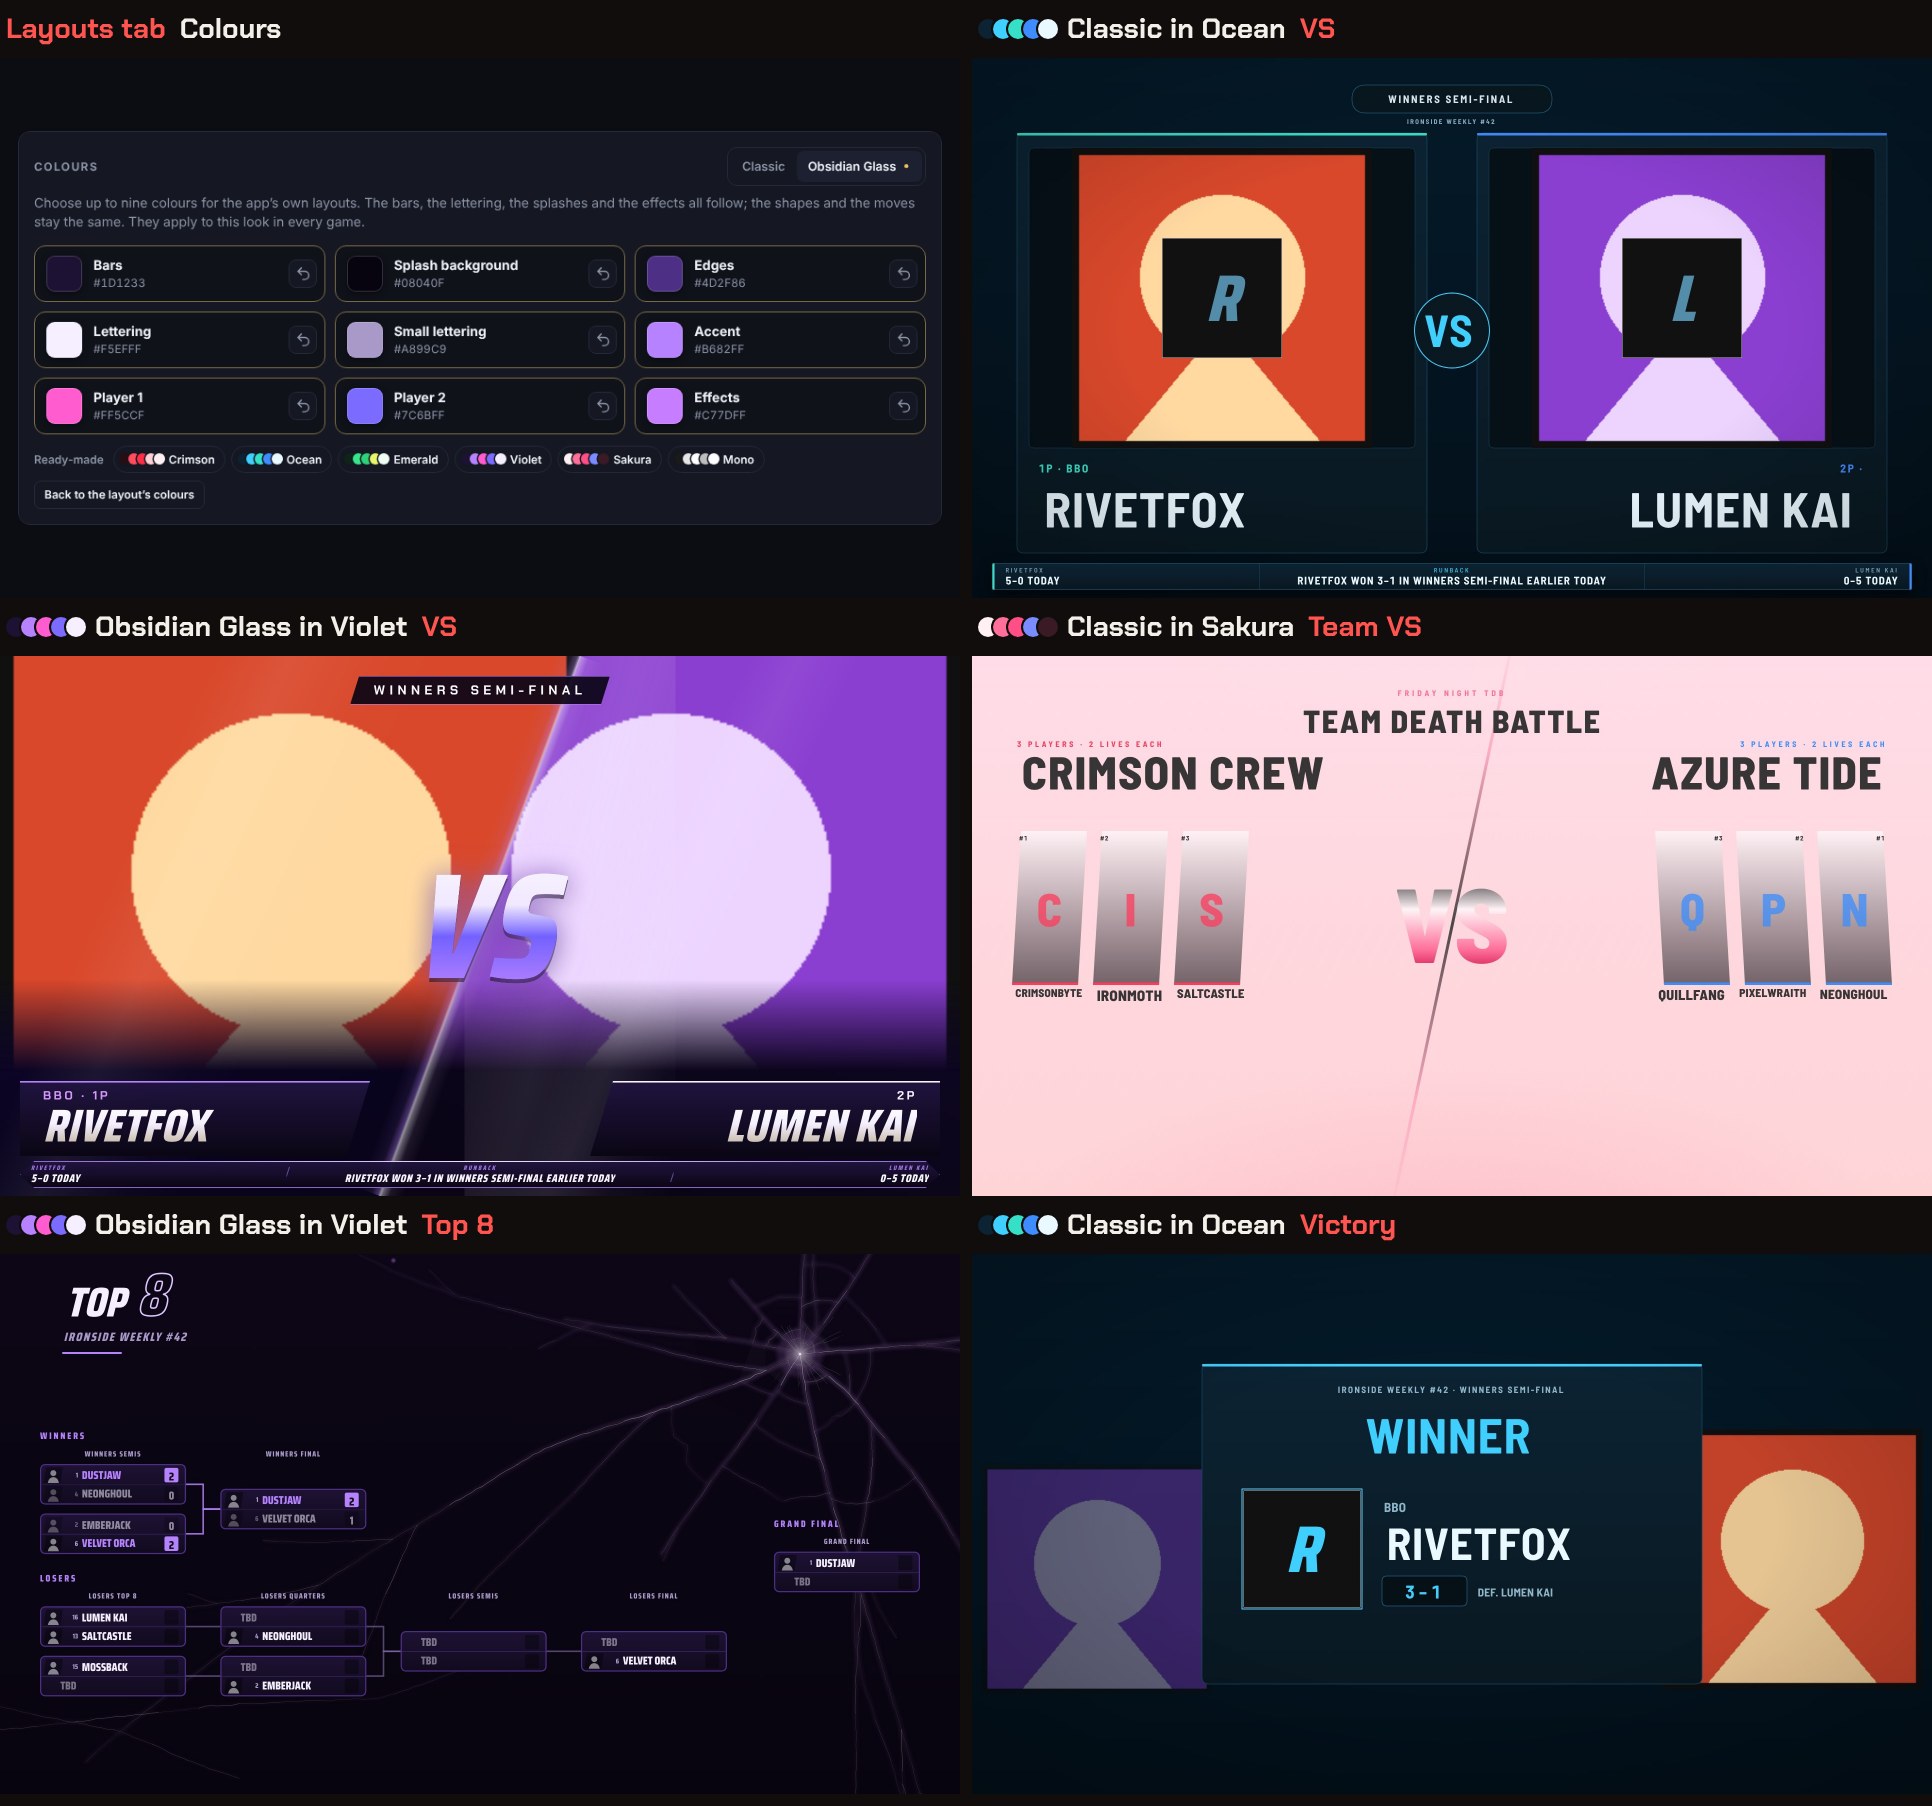 Layouts tab Colours
COLOURS
Classic
Obsidian Glass
Choose up to nine colours for the app's own layouts. The bars, the lettering, the splashes and the effects all follow; the shapes and the moves
stay the same. They apply to this look in every game.
Bars
#1D1233
Splash background
#08040F
Edges
#4D2F86
Lettering
#F5EFFF
Small lettering
#A899C9
Accent
#B682FF
Player 1
#FF5CCF
Player 2
#7C6BFF
Effects
#C77DFF
Ready-made
Crimson
Ocean
Emerald
Violet
Sakura
Mono
Back to the layout's colours
Classic in Ocean VS
WINNERS SEMI-FINAL
IRONSIDE WEEKLY #42
R
VS
L
1P · BBO
RIVETFOX
2P ·
LUMEN KAI
RIVETFOX
5-0 TODAY
RUNBACK
RIVETFOX WON 3-1 IN WINNERS SEMI-FINAL EARLIER TODAY
LUMEN KAI
0-5 TODAY
Obsidian Glass in Violet VS
WINNERS SEMI-FINAL
VS
BBO · 1P
RIVETFOX
2P
LUMEN KAI
RIVETFOX
5-0 TODAY
RUNBACK
RIVETFOX WON 3-1 IN WINNERS SEMI-FINAL EARLIER TODAY
LUMEN KAI
0-5 TODAY
Classic in Sakura Team VS
FRIDAY NIGHT TDB
TEAM DEATH BATTLE
3 PLAYERS · 2 LIVES EACH
CRIMSON CREW
3 PLAYERS · 2 LIVES EACH
AZURE TIDE
#1
#2
#3
#3
#2
#1
C
I
S
VS
Q
P
N
CRIMSONBYTE
IRONMOTH
SALTCASTLE
QUILLFANG
PIXELWRAITH
NEONGHOUL
Obsidian Glass in Violet Top 8
TOP 8
IRONSIDE WEEKLY #42
WINNERS
WINNERS SEMIS
WINNERS FINAL
1 DUSTJAW 2
4 NEONGHOUL 0
2 EMBERJACK 0
6 VELVET ORCA 2
1 DUSTJAW 2
6 VELVET ORCA 1
GRAND FINAL
GRAND FINAL
1 DUSTJAW
TBD
LOSERS
LOSERS TOP 8
LOSERS QUARTERS
LOSERS SEMIS
LOSERS FINAL
16 LUMEN KAI
13 SALTCASTLE
15 MOSSBACK
TBD
TBD
4 NEONGHOUL
TBD
2 EMBERJACK
TBD
TBD
TBD
6 VELVET ORCA
Classic in Ocean Victory
IRONSIDE WEEKLY #42 · WINNERS SEMI-FINAL
WINNER
R
BBO
RIVETFOX
3 – 1
DEF. LUMEN KAI